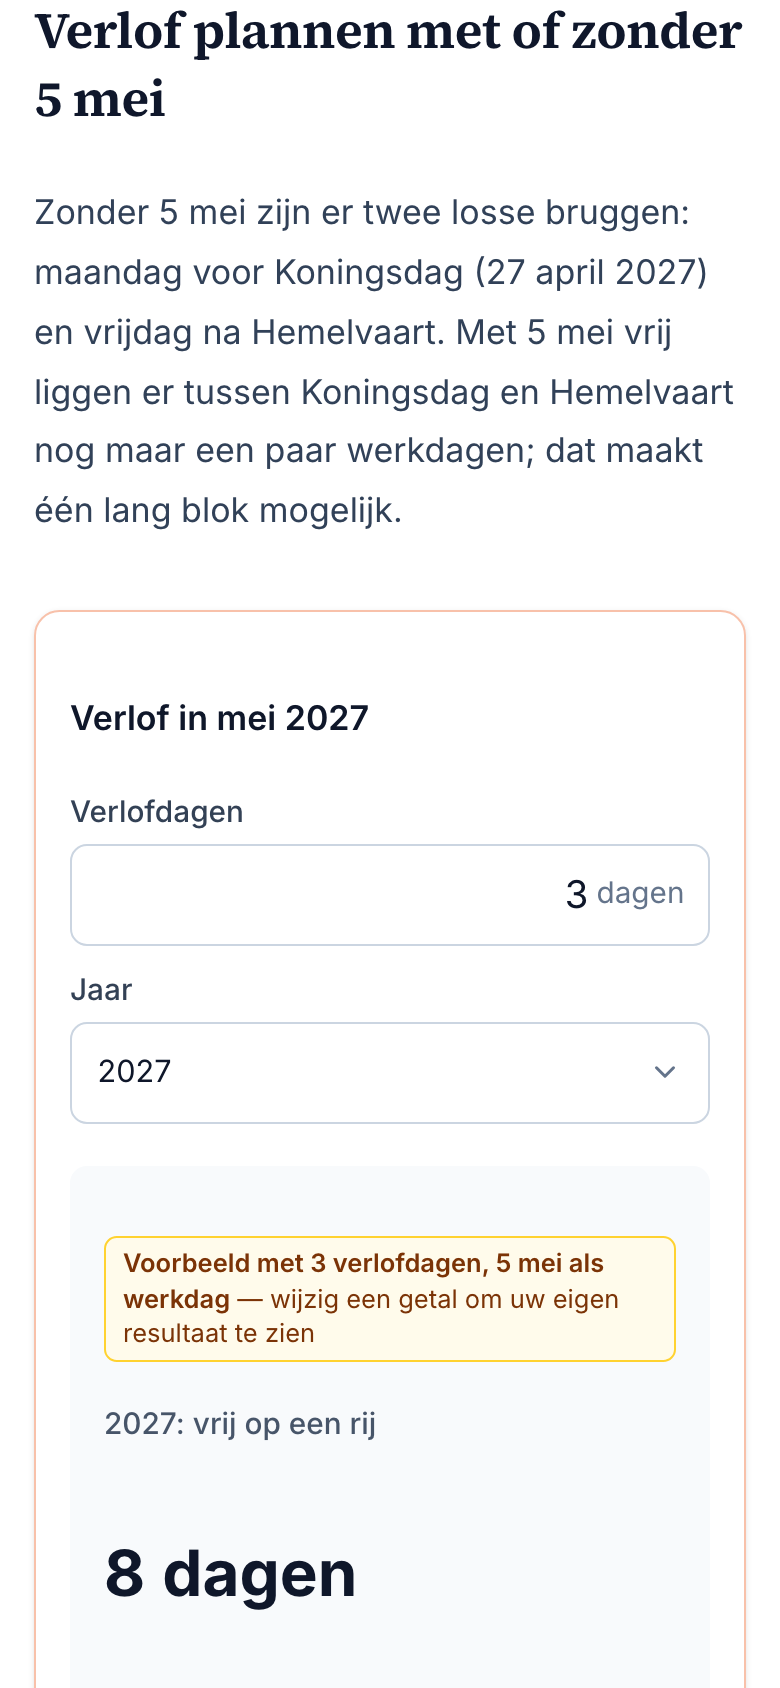 Verlof plannen met of zonder
5 mei
Zonder 5 mei zijn er twee losse bruggen:
maandag voor Koningsdag (27 april 2027)
en vrijdag na Hemelvaart. Met 5 mei vrij
liggen er tussen Koningsdag en Hemelvaart
nog maar een paar werkdagen; dat maakt
één lang blok mogelijk.
Verlof in mei 2027
Verlofdagen
3 dagen
Jaar
2027
Voorbeeld met 3 verlofdagen, 5 mei als
werkdag — wijzig een getal om uw eigen
resultaat te zien
2027: vrij op een rij
8 dagen